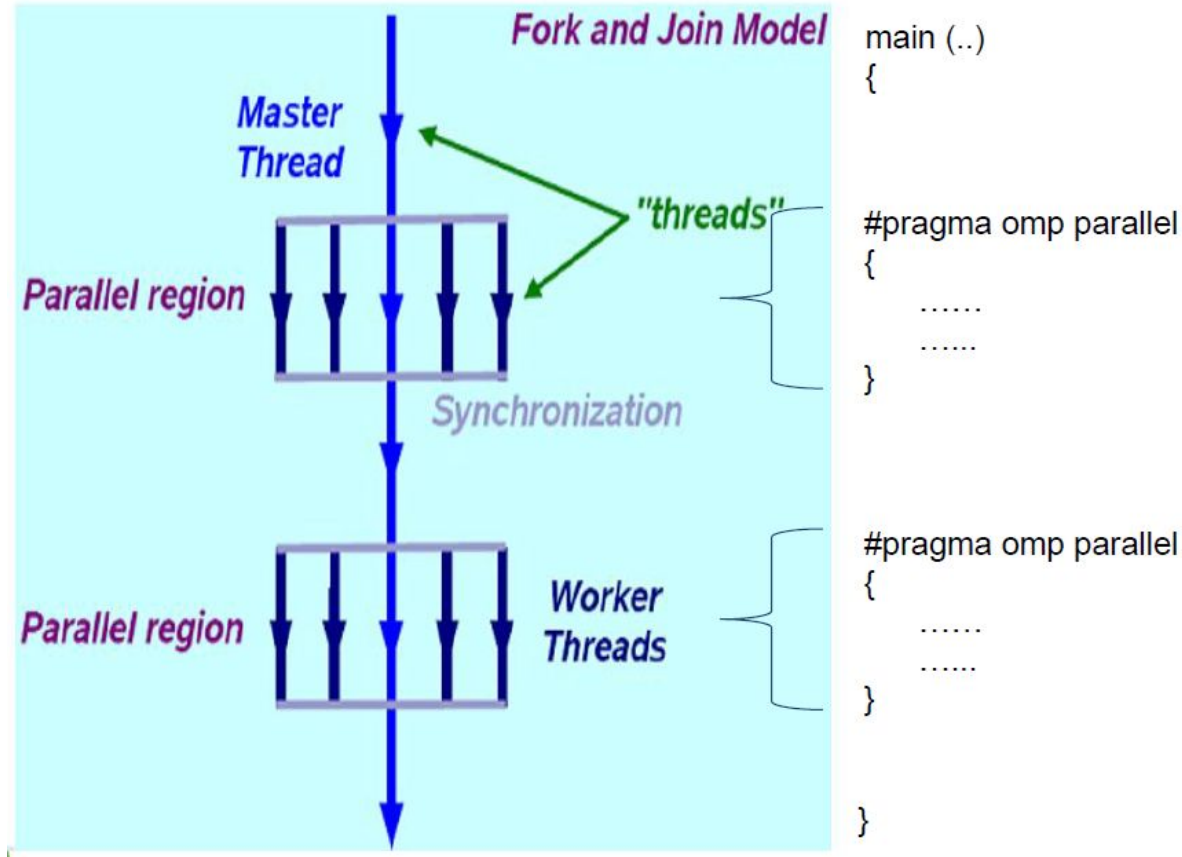 Fork and Join Model
Master
Thread
"threads"
Parallel region
Synchronization
Parallel region
Worker
Threads
main (..)
{
#pragma omp parallel
{
……
…...
}
#pragma omp parallel
{
……
…...
}
}